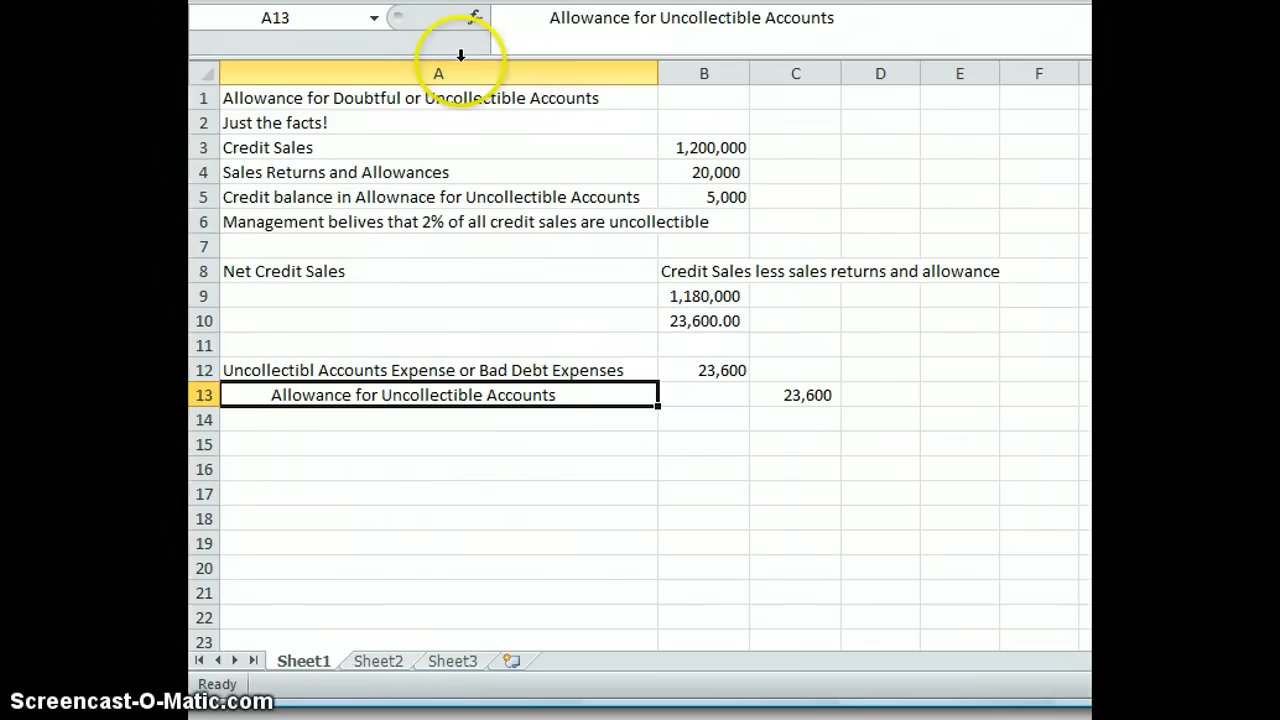 A13 Allowance for Uncollectible Accounts
A B C D E F
1 Allowance for Doubtful or Uncollectible Accounts
2 Just the facts!
3 Credit Sales 1,200,000
4 Sales Returns and Allowances 20,000
5 Credit balance in Allownace for Uncollectible Accounts 5,000
6 Management belives that 2% of all credit sales are uncollectible
7
8 Net Credit Sales Credit Sales less sales returns and allowance
9 1,180,000
10 23,600.00
11
12 Uncollectibl Accounts Expense or Bad Debt Expenses 23,600
13 Allowance for Uncollectible Accounts 23,600
14
15
16
17
18
19
20
21
22
23
Sheet1 Sheet2 Sheet3
Ready
Screencast-O-Matic.com